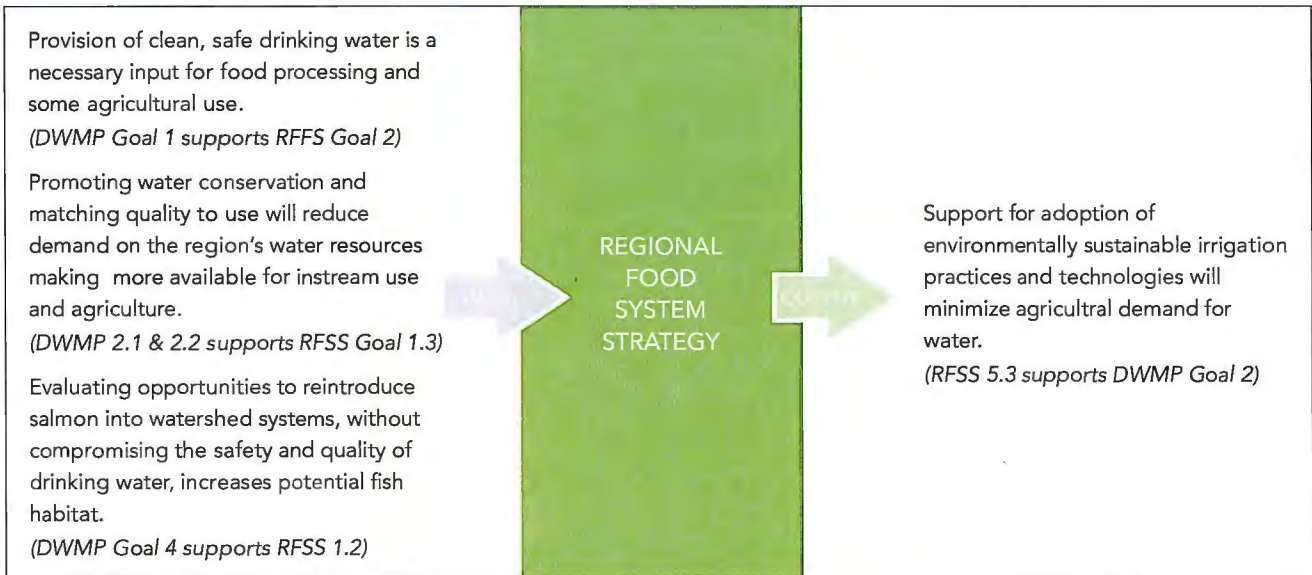 Provision of clean, safe drinking water is a
necessary input for food processing and
some agricultural use.
(DWMP Goal 1 supports RFFS Goal 2)
Promoting water conservation and
matching quality to use will reduce
demand on the region's water resources
making more available for instream use
and agriculture.
(DWMP 2.1 & 2.2 supports RFSS Goal 1.3)
Evaluating opportunities to reintroduce
salmon into watershed systems, without
compromising the safety and quality of
drinking water, increases potential fish
habitat.
(DWMP Goal 4 supports RFSS 1.2)
REGIONAL
FOOD
SYSTEM
STRATEGY
Support for adoption of
environmentally sustainable irrigation
practices and technologies will
minimize agricultral demand for
water.
(RFSS 5.3 supports DWMP Goal 2)